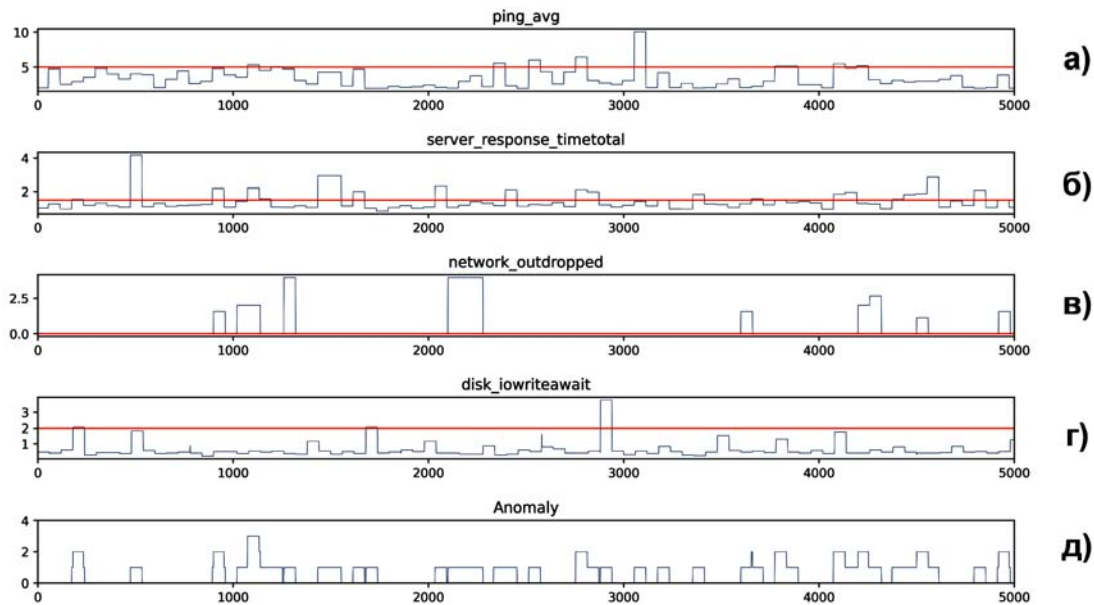 ping_avg
10
5
0 1000 2000 3000 4000 5000
а)
server_response_timetotal
4
2
0 1000 2000 3000 4000 5000
б)
network_outdropped
2.5
0.0
0 1000 2000 3000 4000 5000
в)
disk_iowriteawait
3
2
1
0 1000 2000 3000 4000 5000
г)
Anomaly
4
2
0
0 1000 2000 3000 4000 5000
д)